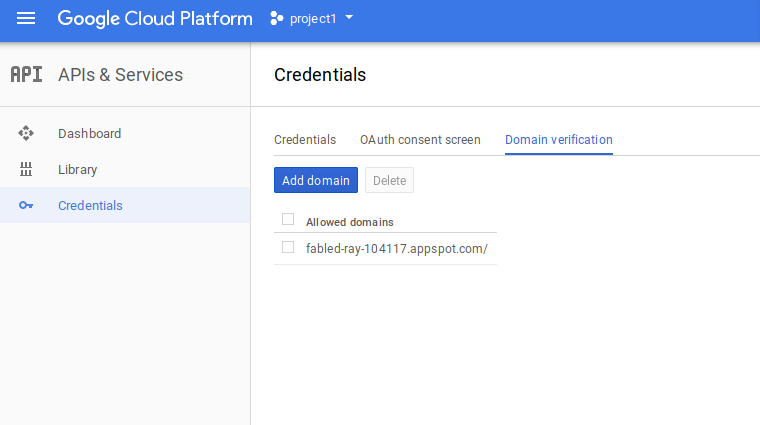 Google Cloud Platform
project1
API APIs & Services
Credentials
Dashboard
Library
Credentials
Credentials
OAuth consent screen
Domain verification
Add domain
Delete
Allowed domains
fabled-ray-104117.appspot.com/